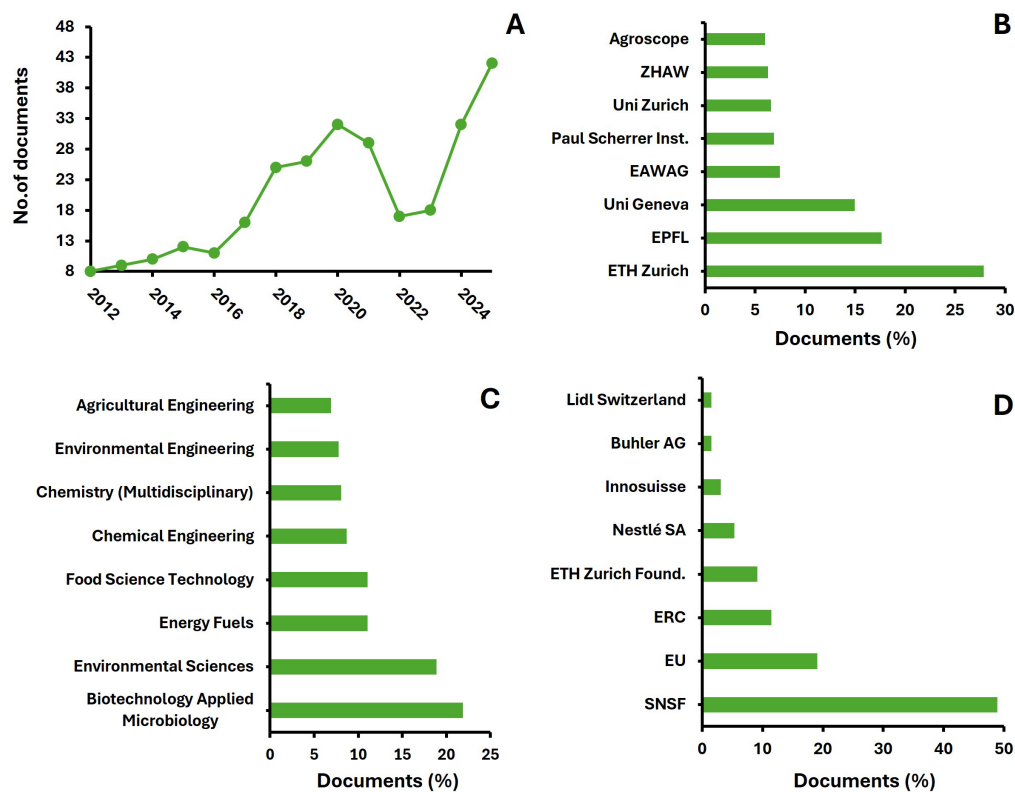 A
No.of documents
48
43
38
33
28
23
18
13
8
2012
2014
2016
2018
2020
2022
2024
B
Agroscope
ZHAW
Uni Zurich
Paul Scherrer Inst.
EAWAG
Uni Geneva
EPFL
ETH Zurich
0 5 10 15 20 25 30
Documents (%)
C
Agricultural Engineering
Environmental Engineering
Chemistry (Multidisciplinary)
Chemical Engineering
Food Science Technology
Energy Fuels
Environmental Sciences
Biotechnology Applied
Microbiology
0 5 10 15 20 25
Documents (%)
D
Lidl Switzerland
Buhler AG
Innosuisse
Nestlé SA
ETH Zurich Found.
ERC
EU
SNSF
0 10 20 30 40 50
Documents (%)